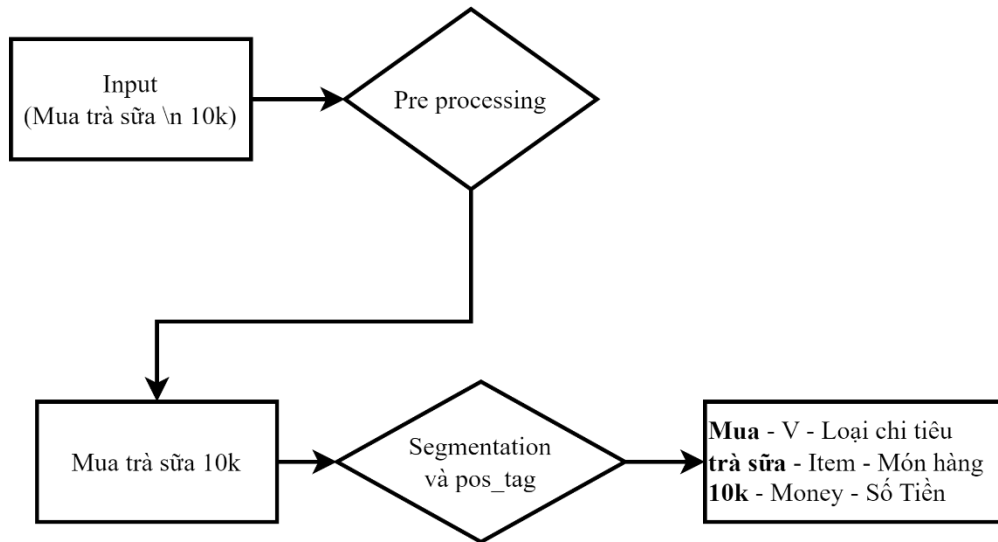 Input
(Mua trà sữa \n 10k)
Pre processing
Mua trà sữa 10k
Segmentation
và pos_tag
Mua - V - Loại chi tiêu
trà sữa - Item - Món hàng
10k - Money - Số Tiền